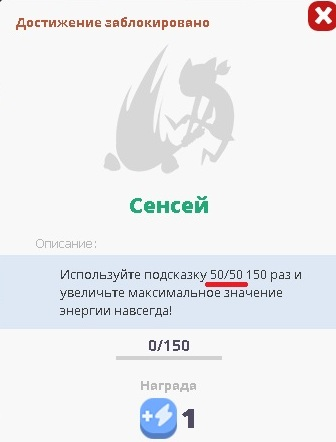 Достижение заблокировано
Сенсей
Описание:
Используйте подсказку 50/50 150 раз и
увеличьте максимальное значение
энергии навсегда!
0/150
Награда
1